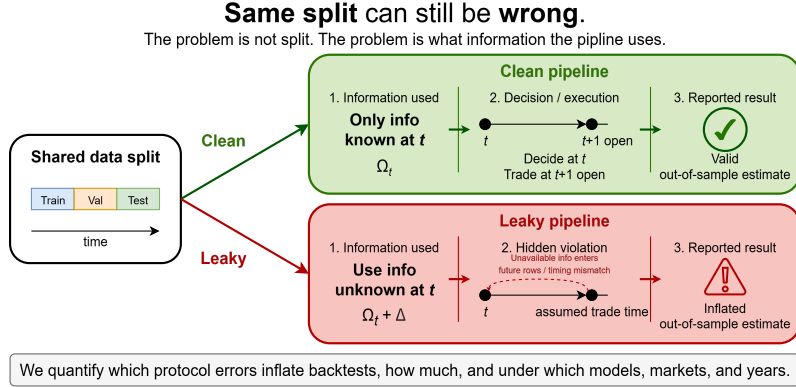 Same split can still be wrong.
The problem is not split. The problem is what information the pipline uses.
Shared data split
Train Val Test
time
Clean
Leaky
Clean pipeline
1. Information used
Only info
known at t
Ωt
2. Decision / execution
t
t+1 open
Decide at t
Trade at t+1 open
3. Reported result
Valid
out-of-sample estimate
Leaky pipeline
1. Information used
Use info
unknown at t
Ωt + Δ
2. Hidden violation
Unavailable info enters
future rows / timing mismatch
t
assumed trade time
3. Reported result
Inflated
out-of-sample estimate
We quantify which protocol errors inflate backtests, how much, and under which models, markets, and years.